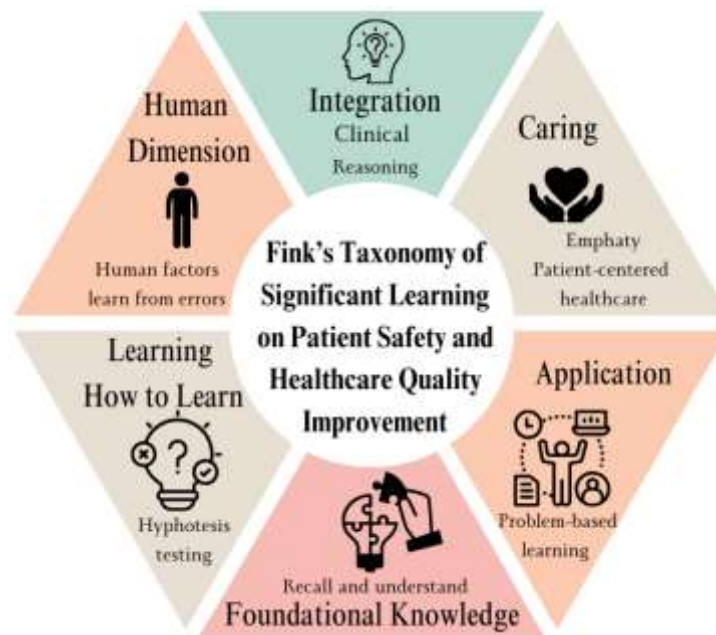 Integration
Clinical
Reasoning
Human
Dimension
Human factors
learn from errors
Caring
Emphaty
Patient-centered
healthcare
Fink's Taxonomy of
Significant Learning
on Patient Safety and
Healthcare Quality
Improvement
Learning
How to Learn
Hyphotesis
testing
Application
Problem-based
learning
Recall and understand
Foundational Knowledge